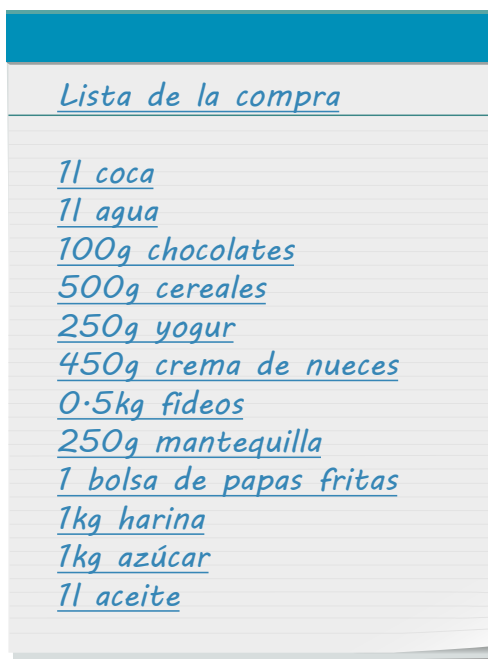 Lista de la compra
1l coca
1l agua
100g chocolates
500g cereales
250g yogur
450g crema de nueces
0.5kg fideos
250g mantequilla
1 bolsa de papas fritas
1kg harina
1kg azúcar
1l aceite